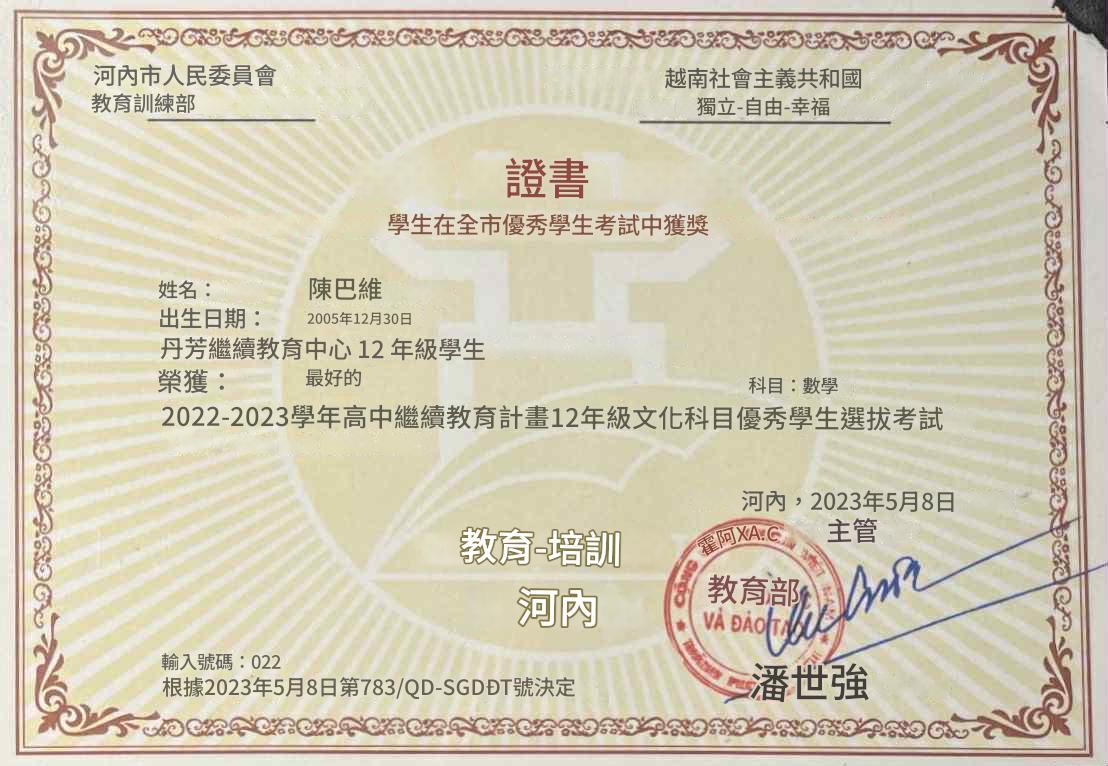 河內市人民委員會
教育訓練部
越南社會主義共和國
獨立-自由-幸福
證書
學生在全市優秀學生考試中獲獎
姓名： 陳巴維
出生日期： 2005年12月30日
丹芳繼續教育中心 12 年級學生
榮獲： 最好的 科目：數學
2022-2023學年高中繼續教育計畫12年級文化科目優秀學生選拔考試
河內，2023年5月8日
主管
教育-培訓
河內
霍阿XA.C
CỘNG
教育部
VÀ ĐÀO TẠ
潘世強
輸入號碼：022
根據2023年5月8日第783/QD-SGDĐT號決定